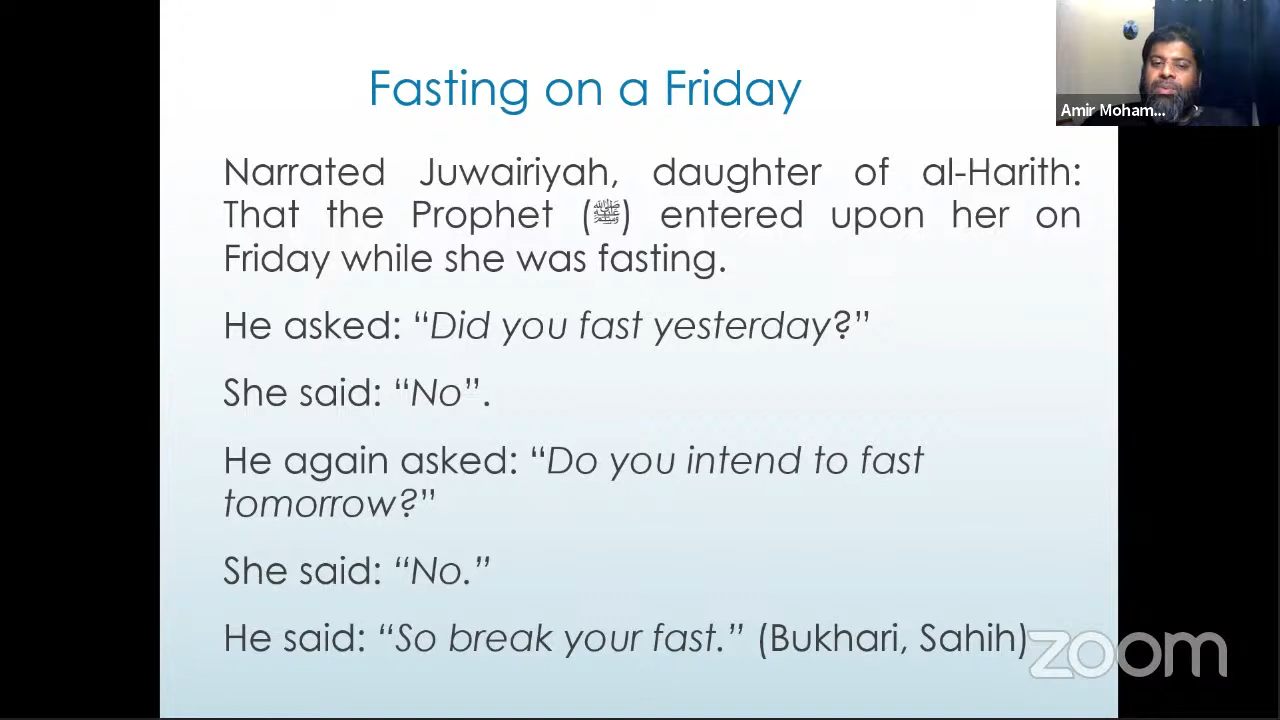 Fasting on a Friday
Amir Moham...
Narrated Juwairiyah, daughter of al-Harith:
That the Prophet (ﷺ) entered upon her on
Friday while she was fasting.
He asked: “Did you fast yesterday?”
She said: “No”.
He again asked: “Do you intend to fast
tomorrow?”
She said: “No.”
He said: “So break your fast.” (Bukhari, Sahih)
zoom